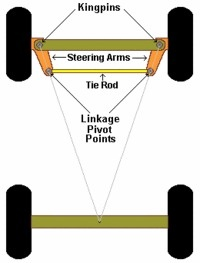 Kingpins
Steering Arms
Tie Rod
Linkage
Pivot
Points